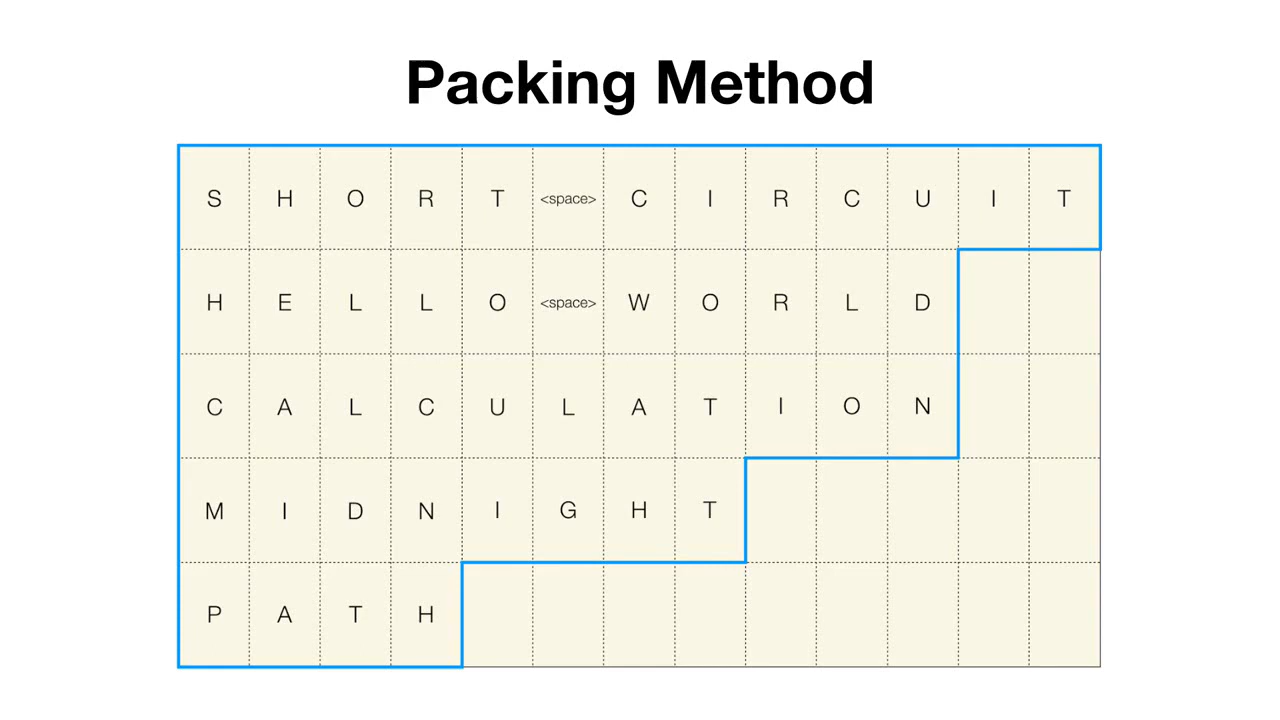 Packing Method
S H O R T <space> C I R C U I T
H E L L O <space> W O R L D
C A L C U L A T I O N
M I D N I G H T
P A T H